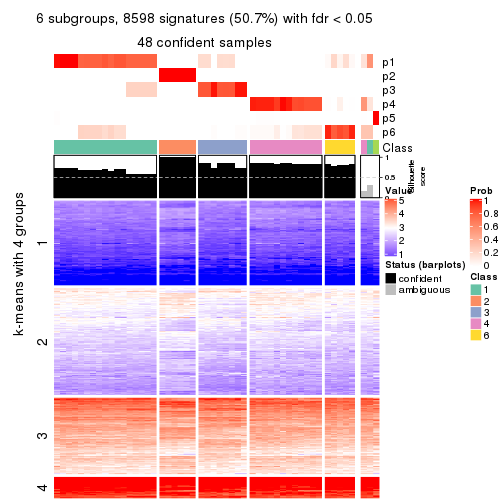 6 subgroups, 8598 signatures (50.7%) with fdr < 0.05
48 confident samples
p1
p2
p3
p4
p5
p6
Class
1
0.5
0
Silhouette
score
k-means with 4 groups
1
2
3
4
Value
5
4
3
2
1
Status (barplots)
confident
ambiguous
Prob
1
0.8
0.6
0.4
0.2
0
Class
1
2
3
4
6